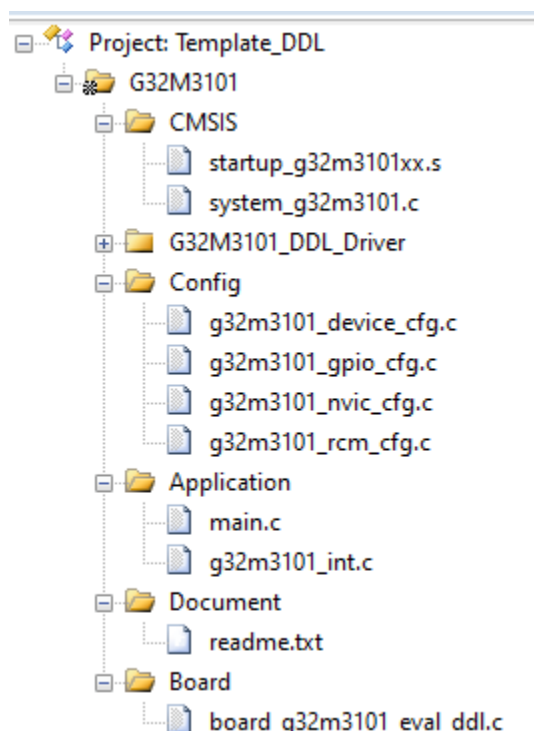 Project: Template_DDL
G32M3101
CMSIS
startup_g32m3101xx.s
system_g32m3101.c
G32M3101_DDL_Driver
Config
g32m3101_device_cfg.c
g32m3101_gpio_cfg.c
g32m3101_nvic_cfg.c
g32m3101_rcm_cfg.c
Application
main.c
g32m3101_int.c
Document
readme.txt
Board
board_g32m3101_eval_ddl.c